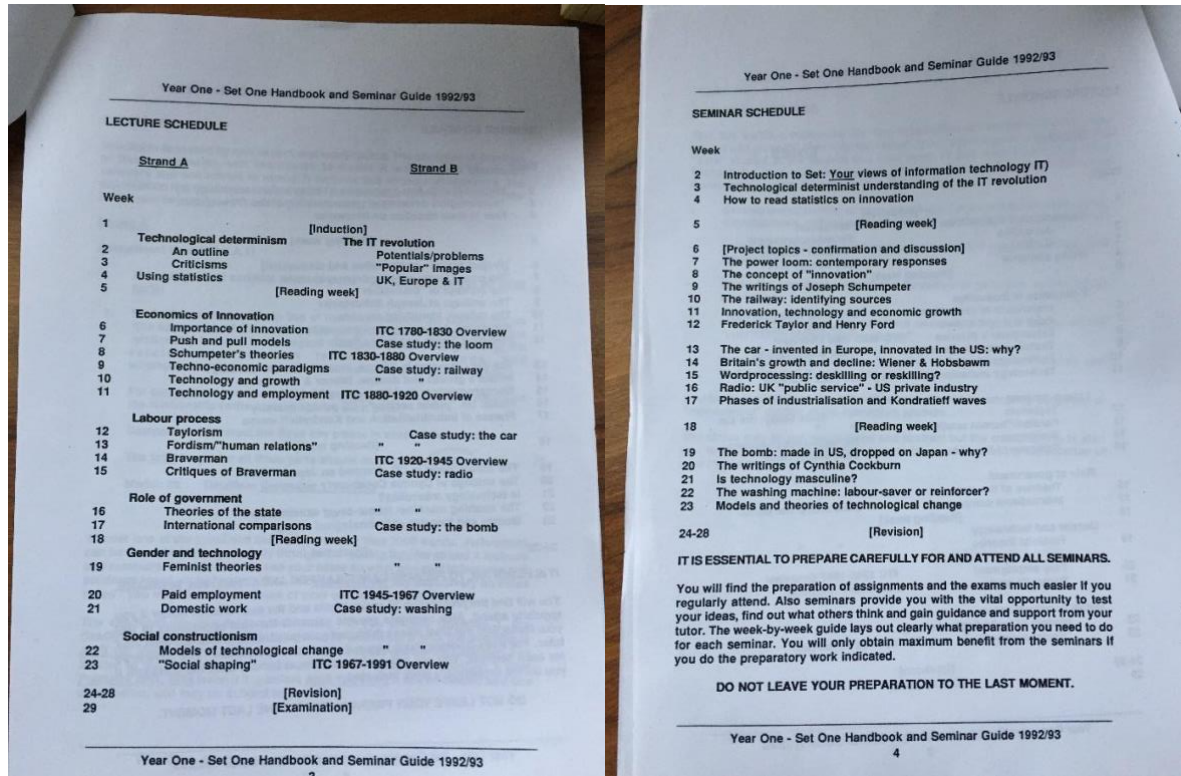 Year One - Set One Handbook and Seminar Guide 1992/93
LECTURE SCHEDULE
Strand A Strand B
Week
1 [Induction]
Technological determinism The IT revolution
2 An outline Potentials/problems
3 Criticisms "Popular" images
4 Using statistics UK, Europe & IT
5 [Reading week]
Economics of Innovation
6 Importance of innovation ITC 1780-1830 Overview
7 Push and pull models Case study: the loom
8 Schumpeter's theories ITC 1830-1880 Overview
9 Techno-economic paradigms Case study: railway
10 Technology and growth " "
11 Technology and employment ITC 1880-1920 Overview
Labour process
12 Taylorism Case study: the car
13 Fordism/"human relations" " "
14 Braverman ITC 1920-1945 Overview
15 Critiques of Braverman Case study: radio
Role of government
16 Theories of the state " "
17 International comparisons Case study: the bomb
18 [Reading week]
Gender and technology
19 Feminist theories " "
20 Paid employment ITC 1945-1967 Overview
21 Domestic work Case study: washing
Social constructionism
22 Models of technological change " "
23 "Social shaping" ITC 1967-1991 Overview
24-28 [Revision]
29 [Examination]
Year One - Set One Handbook and Seminar Guide 1992/93
Year One - Set One Handbook and Seminar Guide 1992/93
SEMINAR SCHEDULE
Week
2 Introduction to Set: Your views of information technology IT)
3 Technological determinist understanding of the IT revolution
4 How to read statistics on innovation
5 [Reading week]
6 [Project topics - confirmation and discussion]
7 The power loom: contemporary responses
8 The concept of "innovation"
9 The writings of Joseph Schumpeter
10 The railway: identifying sources
11 Innovation, technology and economic growth
12 Frederick Taylor and Henry Ford
13 The car - invented in Europe, innovated in the US: why?
14 Britain's growth and decline: Wiener & Hobsbawm
15 Wordprocessing: deskilling or reskilling?
16 Radio: UK "public service" - US private industry
17 Phases of industrialisation and Kondratieff waves
18 [Reading week]
19 The bomb: made in US, dropped on Japan - why?
20 The writings of Cynthia Cockburn
21 Is technology masculine?
22 The washing machine: labour-saver or reinforcer?
23 Models and theories of technological change
24-28 [Revision]
IT IS ESSENTIAL TO PREPARE CAREFULLY FOR AND ATTEND ALL SEMINARS.
You will find the preparation of assignments and the exams much easier if you
regularly attend. Also seminars provide you with the vital opportunity to test
your ideas, find out what others think and gain guidance and support from your
tutor. The week-by-week guide lays out clearly what preparation you need to do
for each seminar. You will only obtain maximum benefit from the seminars if
you do the preparatory work indicated.
DO NOT LEAVE YOUR PREPARATION TO THE LAST MOMENT.
Year One - Set One Handbook and Seminar Guide 1992/93
4